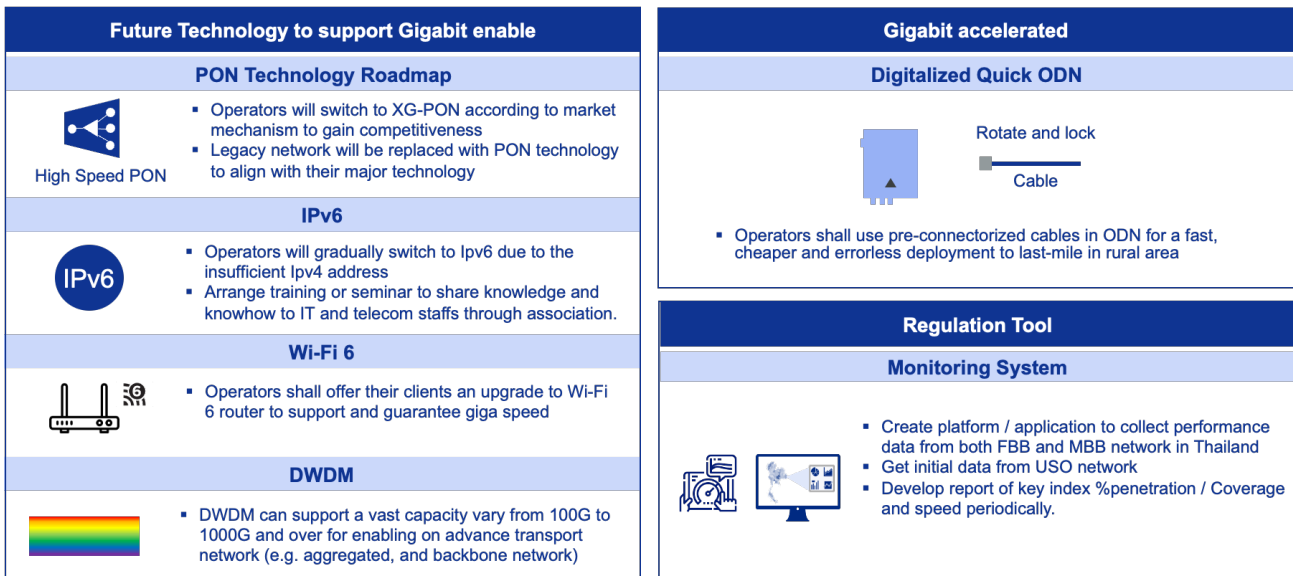 Future Technology to support Gigabit enable
PON Technology Roadmap
High Speed PON
▪ Operators will switch to XG-PON according to market
mechanism to gain competitiveness
▪ Legacy network will be replaced with PON technology
to align with their major technology
IPv6
IPv6
▪ Operators will gradually switch to Ipv6 due to the
insufficient Ipv4 address
▪ Arrange training or seminar to share knowledge and
knowhow to IT and telecom staffs through association.
Wi-Fi 6
6
▪ Operators shall offer their clients an upgrade to Wi-Fi
6 router to support and guarantee giga speed
DWDM
▪ DWDM can support a vast capacity vary from 100G to
1000G and over for enabling on advance transport
network (e.g. aggregated, and backbone network)
Gigabit accelerated
Digitalized Quick ODN
Rotate and lock
Cable
▪ Operators shall use pre-connectorized cables in ODN for a fast,
cheaper and errorless deployment to last-mile in rural area
Regulation Tool
Monitoring System
▪ Create platform / application to collect performance
data from both FBB and MBB network in Thailand
▪ Get initial data from USO network
▪ Develop report of key index %penetration / Coverage
and speed periodically.